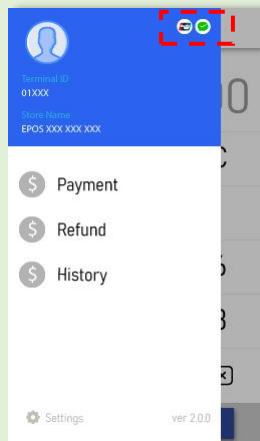 Terminal ID
01XXX
Store Name
EPOS XXX XXX XXX
$ Payment
$ Refund
$ History
Settings ver 2.0.0